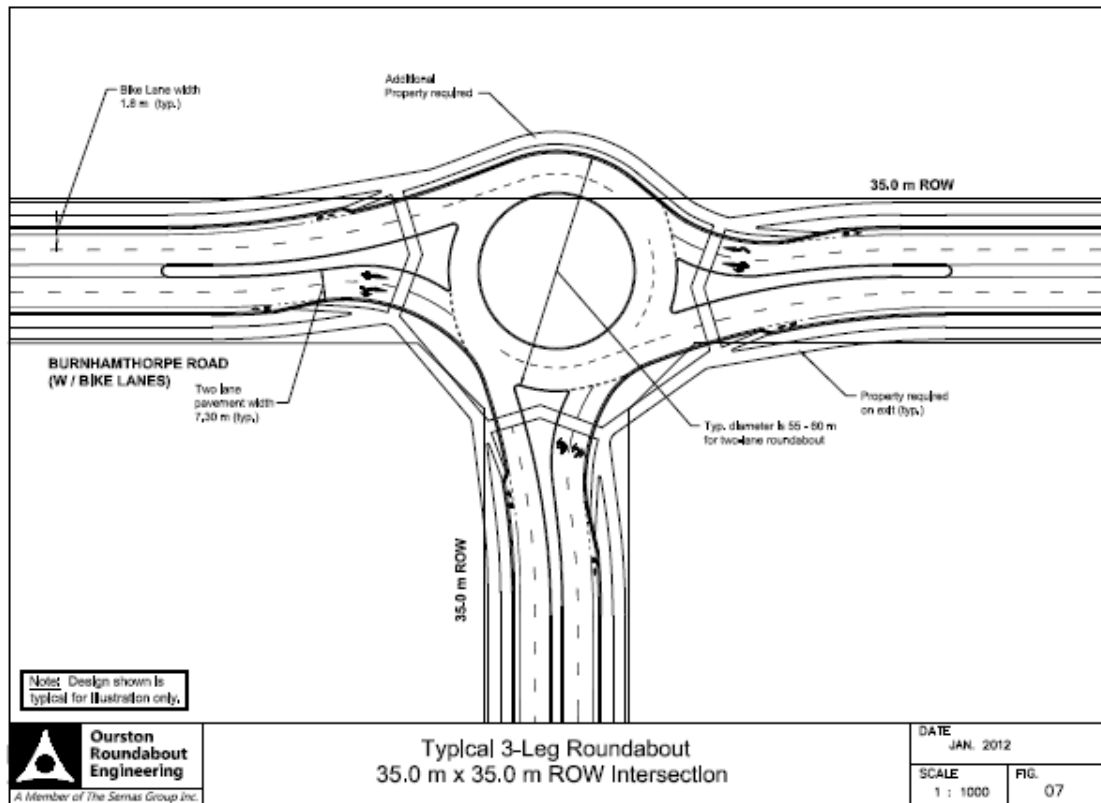 Bike Lane width
1.8 m (typ.)
Additional
Property required
35.0 m ROW
BURNHAMTHORPE ROAD
(W / BIKE LANES)
Two lane
pavement width
7.30 m (typ.)
Property required
on exit (typ.)
Typ. diameter is 55 - 60 m
for two-lane roundabout
35.0 m ROW
Note: Design shown is
typical for illustration only.
Ourston
Roundabout
Engineering
A Member of The Sernas Group Inc.
Typical 3-Leg Roundabout
35.0 m x 35.0 m ROW Intersection
DATE
JAN. 2012
SCALE
1 : 1000
FIG.
07